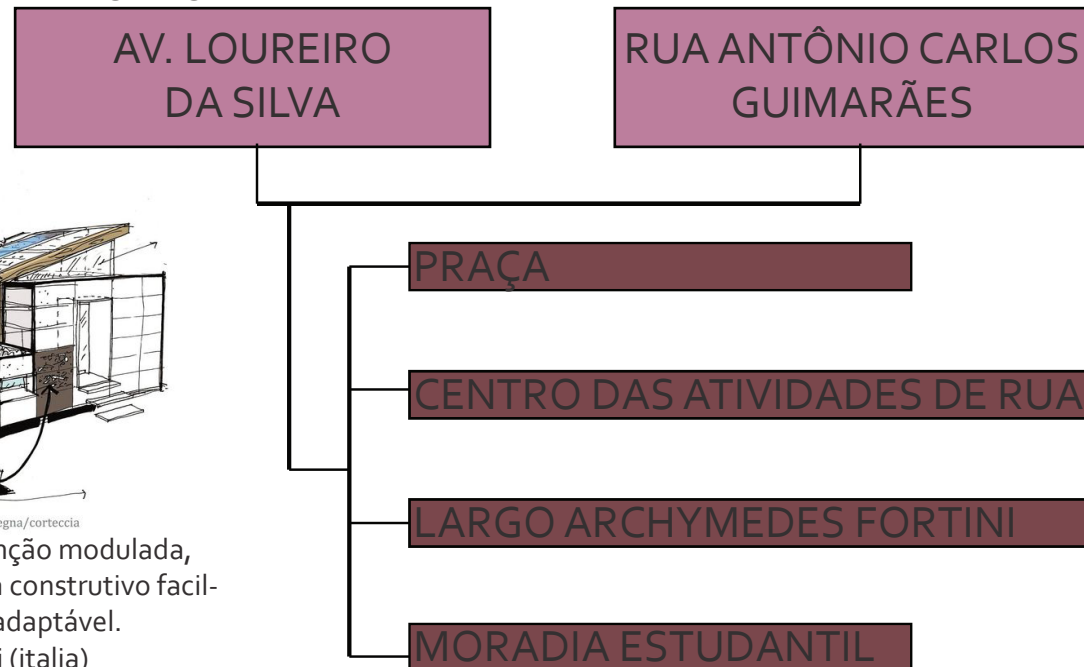 AV. LOUREIRO
DA SILVA
RUA ANTÔNIO CARLOS
GUIMARÃES
PRAÇA
CENTRO DAS ATIVIDADES DE RUA
LARGO ARCHYMEDES FORTINI
MORADIA ESTUDANTIL
egna/corteccia
nção modulada,
construtivo facil-
adaptável.
i (italia)